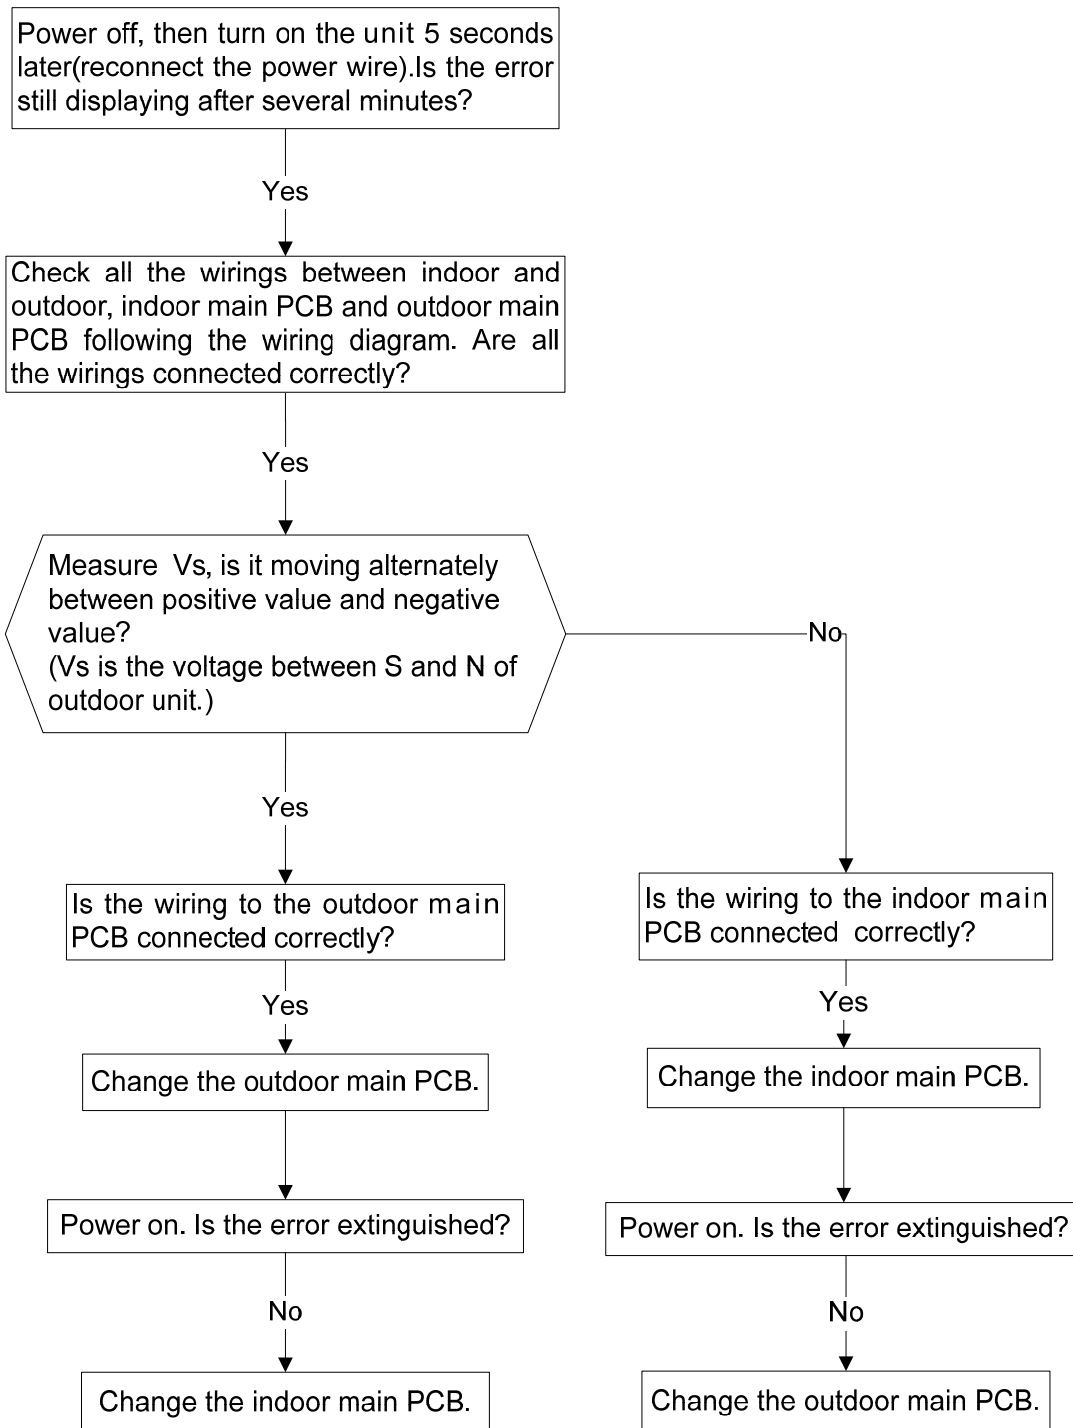 Power off, then turn on the unit 5 seconds
later(reconnect the power wire).Is the error
still displaying after several minutes?
Yes
Check all the wirings between indoor and
outdoor, indoor main PCB and outdoor main
PCB following the wiring diagram. Are all
the wirings connected correctly?
Yes
Measure Vs, is it moving alternately
between positive value and negative
value?
(Vs is the voltage between S and N of
outdoor unit.)
No
Yes
Is the wiring to the outdoor main
PCB connected correctly?
Yes
Change the outdoor main PCB.
Power on. Is the error extinguished?
No
Change the indoor main PCB.
Is the wiring to the indoor main
PCB connected correctly?
Yes
Change the indoor main PCB.
Power on. Is the error extinguished?
No
Change the outdoor main PCB.